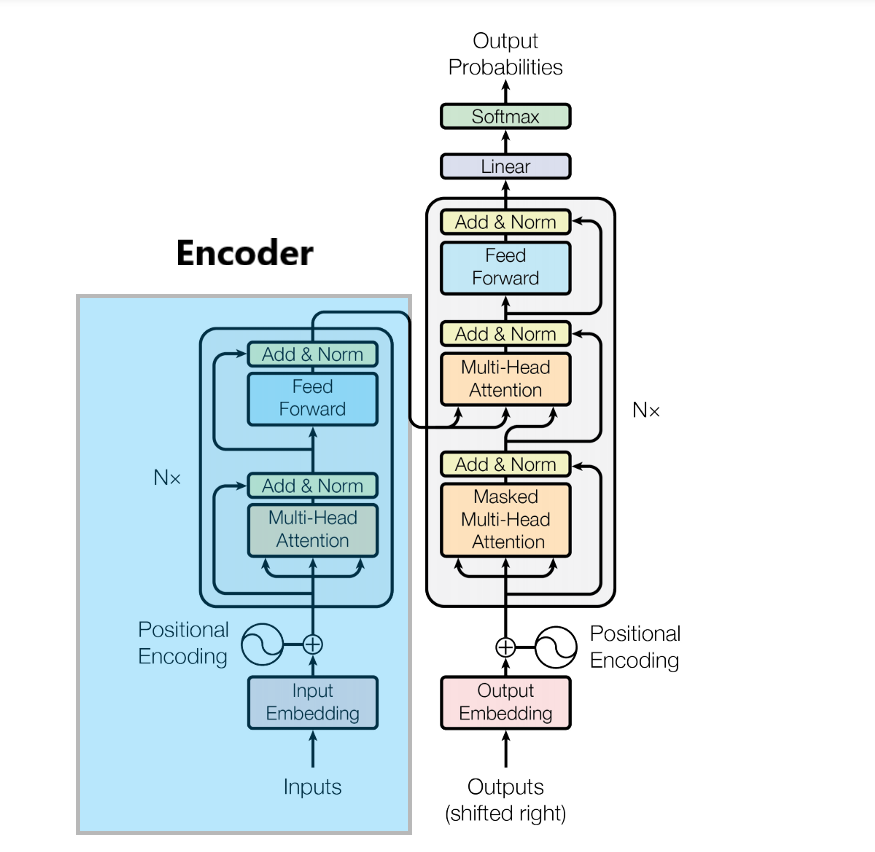 Output
Probabilities
Softmax
Linear
Add & Norm
Feed
Forward
Add & Norm
Multi-Head
Attention
Nx
Add & Norm
Masked
Multi-Head
Attention
Positional
Encoding
Output
Embedding
Outputs
(shifted right)
Encoder
Add & Norm
Feed
Forward
Nx
Add & Norm
Multi-Head
Attention
Positional
Encoding
Input
Embedding
Inputs